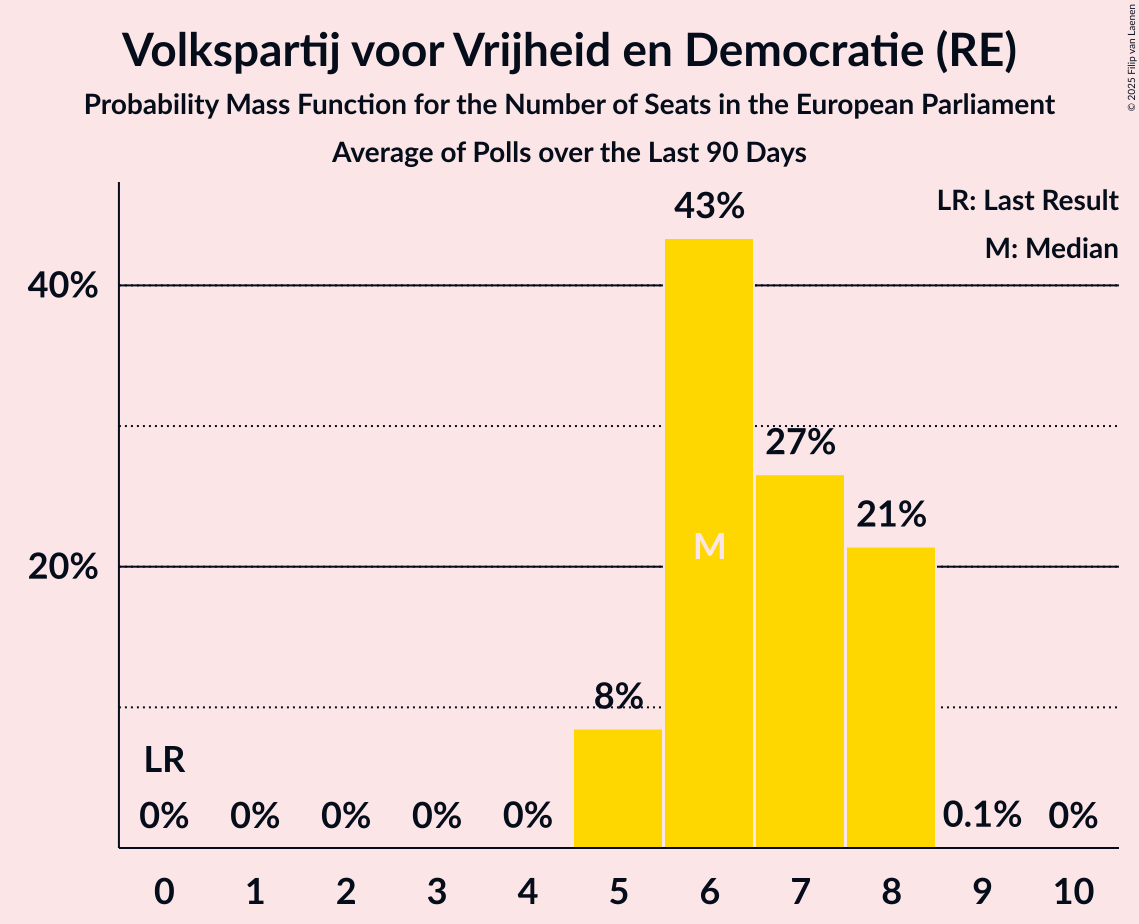 Volkspartij voor Vrijheid en Democratie (RE)
Probability Mass Function for the Number of Seats in the European Parliament
Average of Polls over the Last 90 Days
© 2025 Filip van Laenen
LR: Last Result
M: Median
43%
40%
27%
21%
M
20%
8%
LR
0% 0% 0% 0% 0% 0.1% 0%
0 1 2 3 4 5 6 7 8 9 10